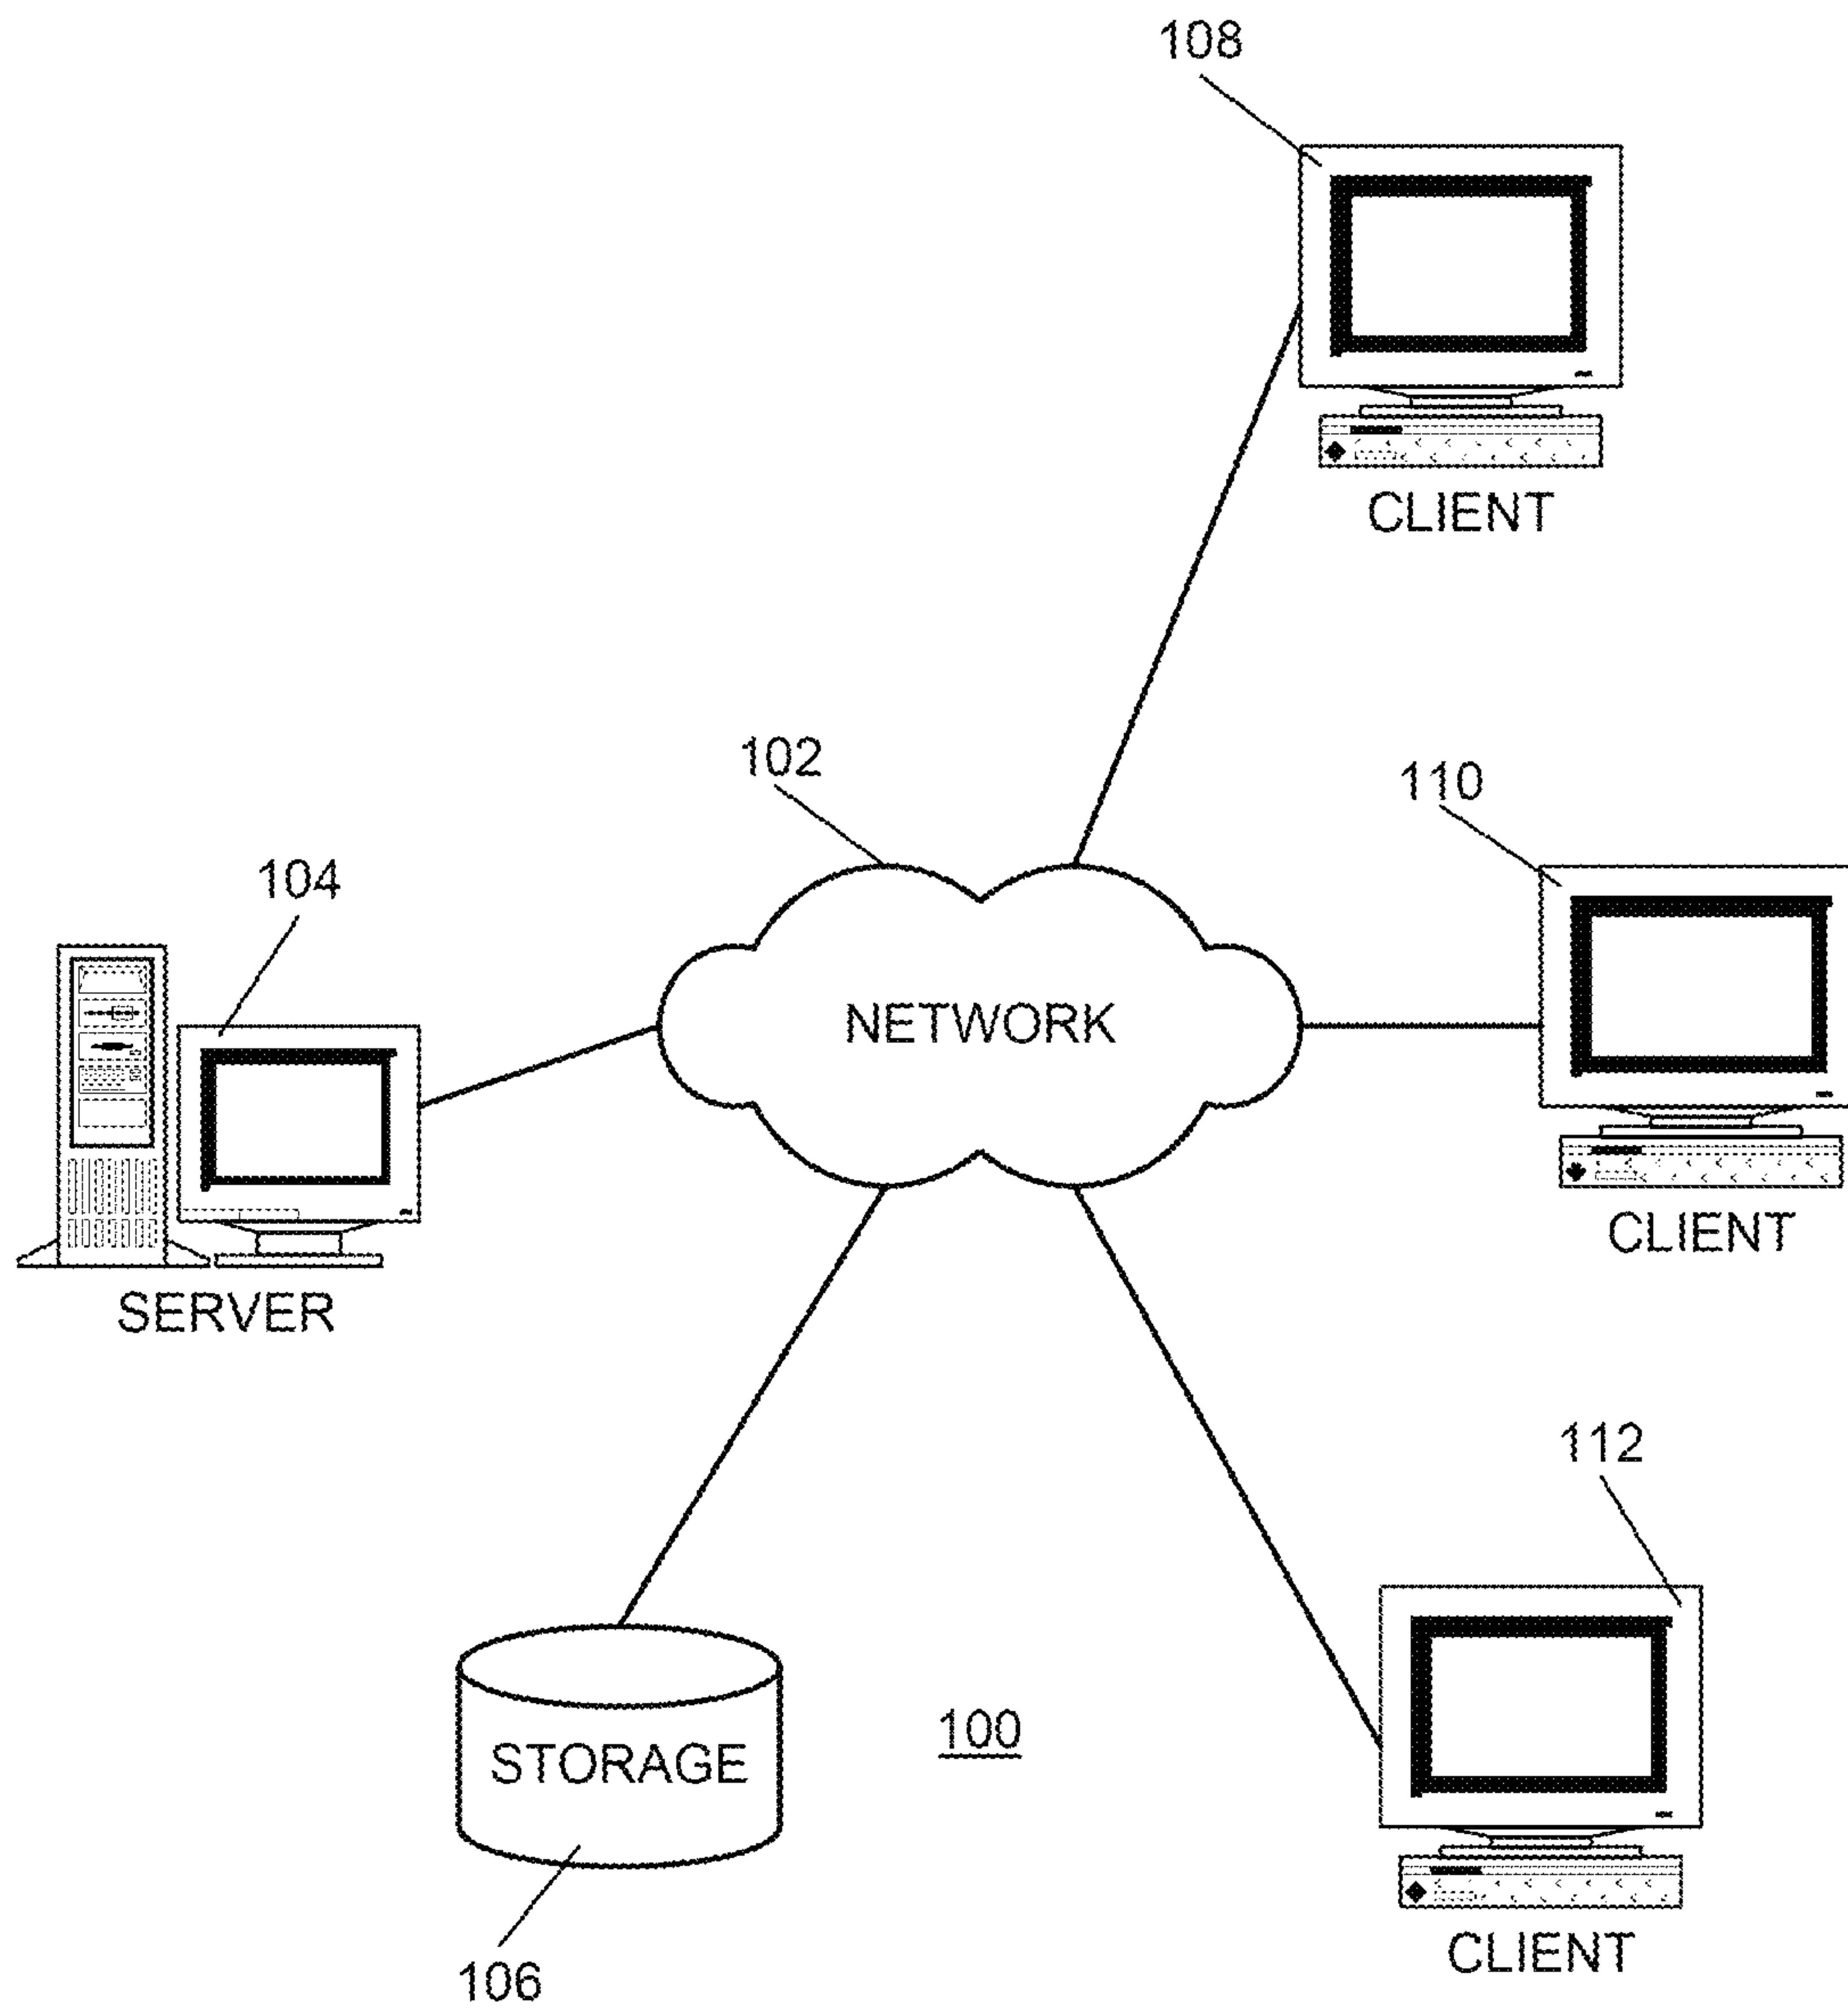 108
CLIENT
102
110
104
NETWORK
CLIENT
SERVER
112
STORAGE
100
106
CLIENT